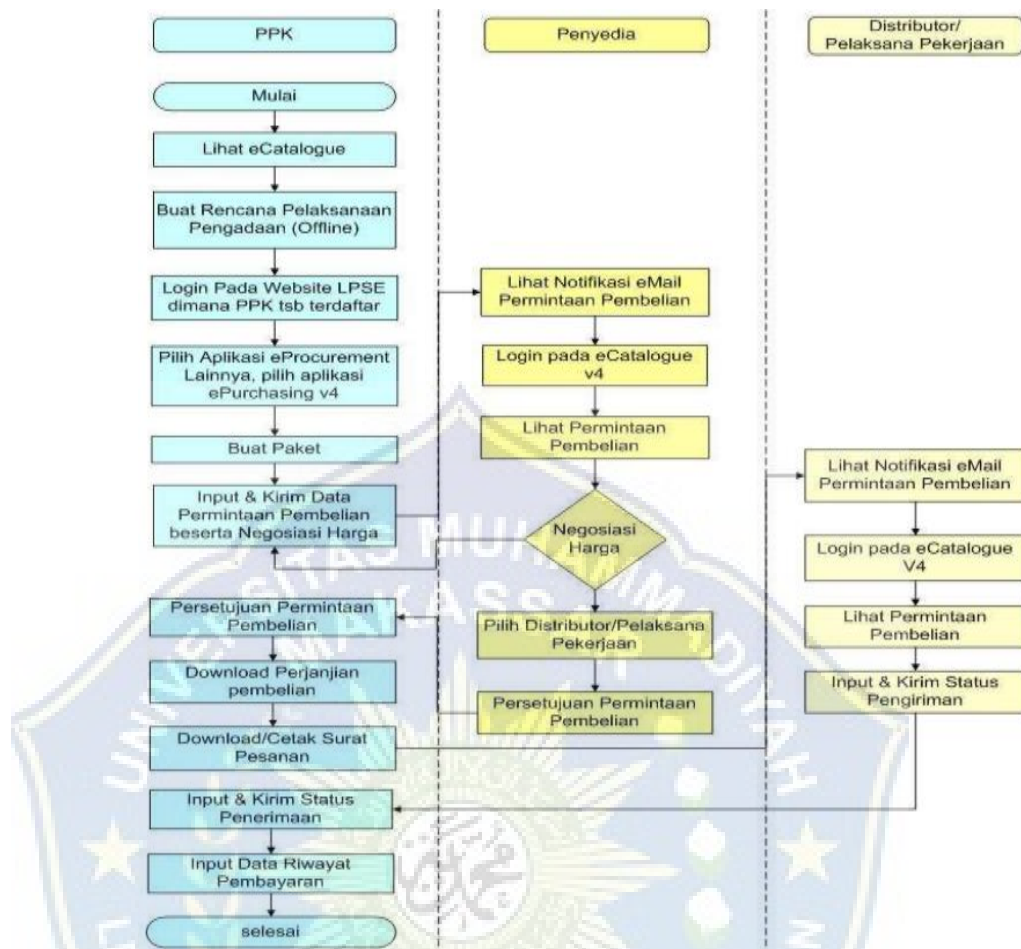 PPK
Penyedia
Distributor/
Pelaksana Pekerjaan
Mulai
Lihat eCatalogue
Buat Rencana Pelaksanaan
Pengadaan (Offline)
Login Pada Website LPSE
dimana PPK tsb terdaftar
Pilih Aplikasi eProcurement
Lainnya, pilih aplikasi
ePurchasing v4
Buat Paket
Input & Kirim Data
Permintaan Pembelian
beserta Negosiasi Harga
Persetujuan Permintaan
Pembelian
Download Perjanjian
pembelian
Download/Cetak Surat
Pesanan
Input & Kirim Status
Penerimaan
Input Data Riwayat
Pembayaran
selesai
Lihat Notifikasi eMail
Permintaan Pembelian
Login pada eCatalogue
v4
Lihat Permintaan
Pembelian
Negosiasi
Harga
Pilih Distributor/Pelaksana
Pekerjaan
Persetujuan Permintaan
Pembelian
Lihat Notifikasi eMail
Permintaan Pembelian
Login pada eCatalogue
V4
Lihat Permintaan
Pembelian
Input & Kirim Status
Pengiriman
UNIVERSITAS MUHAMMADIYAH
MAKASSAR